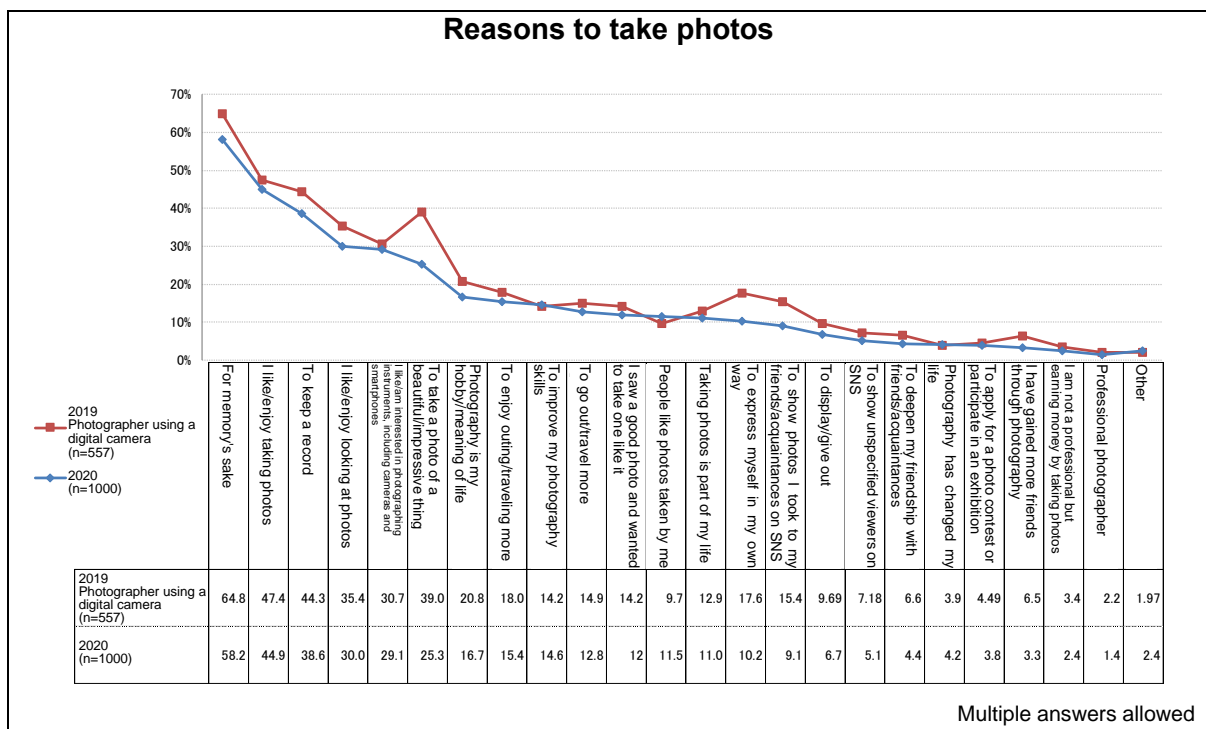 Reasons to take photos
70%
60%
50%
40%
30%
20%
10%
0%
2019
Photographer using a
digital camera
(n=557)
2020
(n=1000)
For memory's sake
I like/enjoy taking photos
To keep a record
I like/enjoy looking at photos
I like/am interested in photographing
instruments, including cameras and
smartphones
To take a photo of a
beautiful/impressive thing
Photography is my
hobby/meaning of life
To enjoy outing/traveling more
To improve my photography
skills
To go out/travel more
I saw a good photo and wanted
to take one like it
People like photos taken by me
Taking photos is part of my life
To express myself in my own
way
To show photos I took to my
friends/acquaintances on SNS
To display/give out
To show unspecified viewers on
SNS
To deepen my friendship with
friends/acquaintances
Photography has changed my
life
To apply for a photo contest or
participate in an exhibition
I have gained more friends
through photography
I am not a professional but
earning money by taking photos
Professional photographer
Other
2019
Photographer using a
digital camera
(n=557)
64.8 47.4 44.3 35.4 30.7 39.0 20.8 18.0 14.2 14.9 14.2 9.7 12.9 17.6 15.4 9.69 7.18 6.6 3.9 4.49 6.5 3.4 2.2 1.97
2020
(n=1000)
58.2 44.9 38.6 30.0 29.1 25.3 16.7 15.4 14.6 12.8 12 11.5 11.0 10.2 9.1 6.7 5.1 4.4 4.2 3.8 3.3 2.4 1.4 2.4
Multiple answers allowed